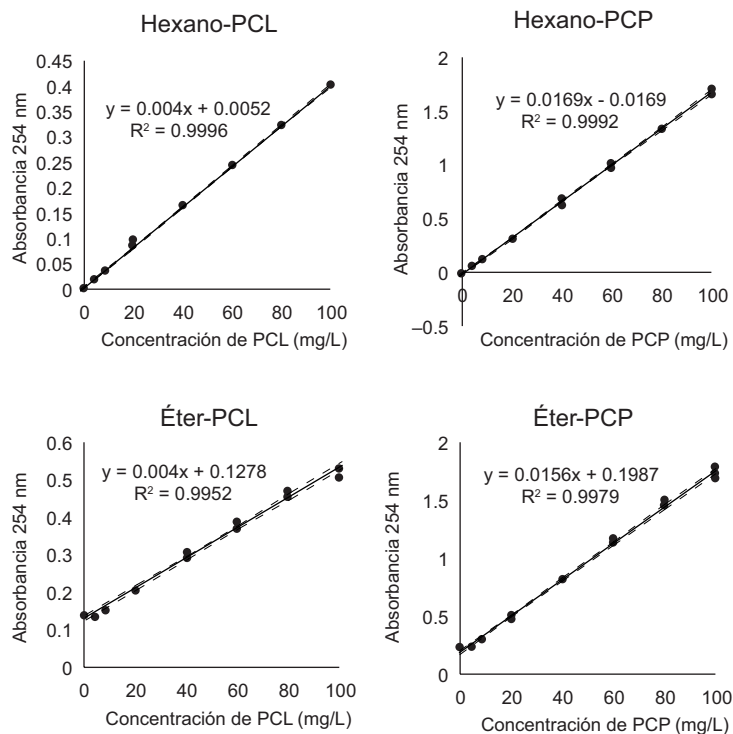 Hexano-PCL
0.45
0.4
0.35
0.3
0.25
0.2
0.15
0.1
0.05
0
Absorbancia 254 nm
y = 0.004x + 0.0052
R² = 0.9996
0 20 40 60 80 100
Concentración de PCL (mg/L)
Hexano-PCP
2
1.5
1
0.5
0
–0.5
Absorbancia 254 nm
y = 0.0169x - 0.0169
R² = 0.9992
0 20 40 60 80 100
Concentración de PCP (mg/L)
Éter-PCL
0.6
0.5
0.4
0.3
0.2
0.1
0
Absorbancia 254 nm
y = 0.004x + 0.1278
R² = 0.9952
0 20 40 60 80 100
Concentración de PCL (mg/L)
Éter-PCP
2
1.5
1
0.5
0
Absorbancia 254 nm
y = 0.0156x + 0.1987
R² = 0.9979
0 20 40 60 80 100
Concentración de PCP (mg/L)